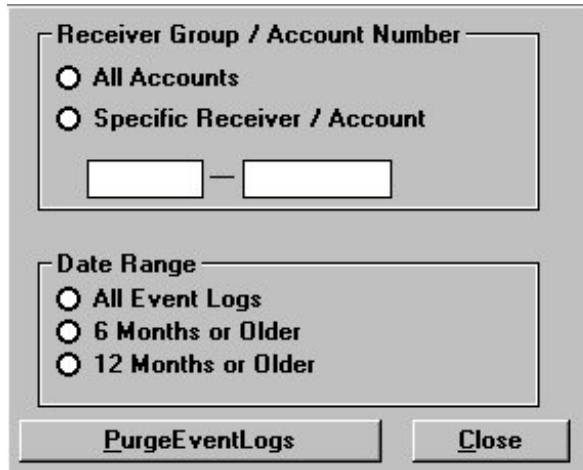 Receiver Group / Account Number
All Accounts
Specific Receiver / Account
—
Date Range
All Event Logs
6 Months or Older
12 Months or Older
PurgeEventLogs Close